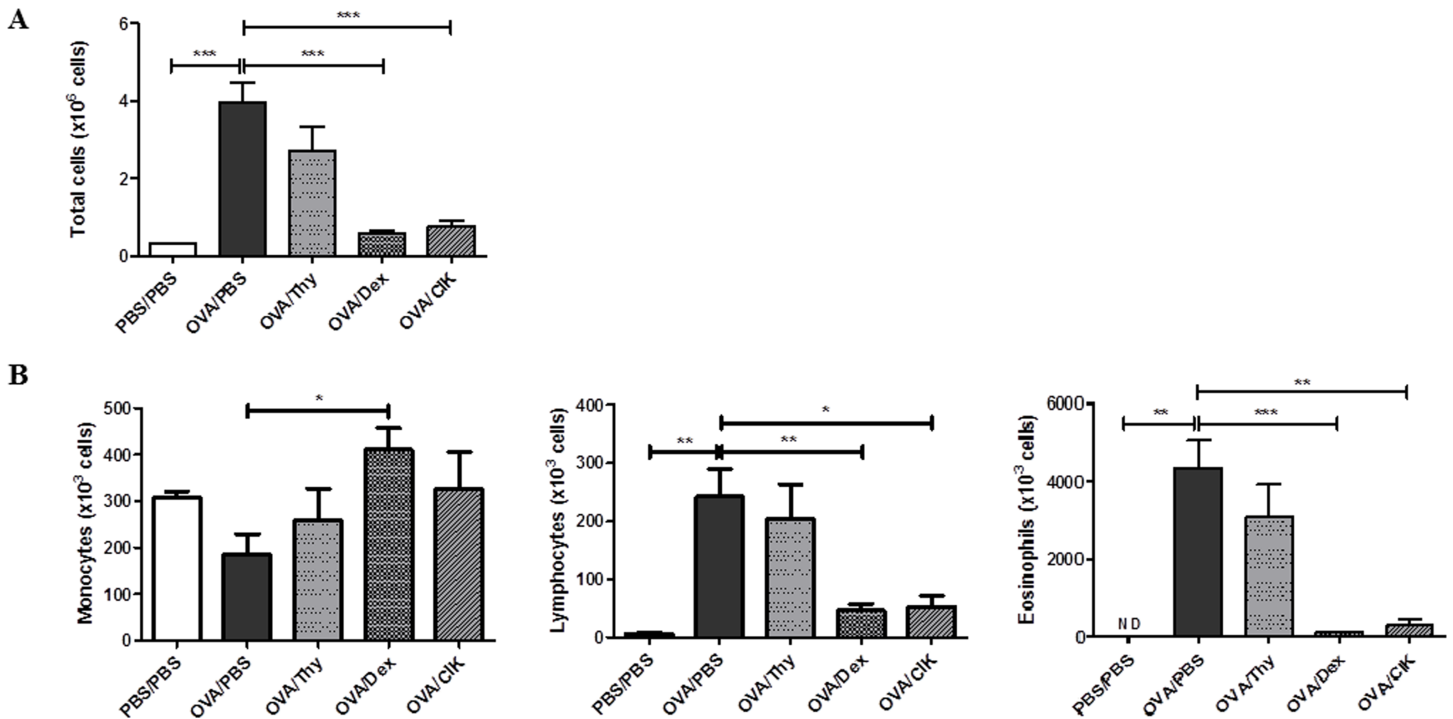 A
Total cells (x10⁶ cells)
6
4
2
0
***
***
***
PBS/PBS
OVA/PBS
OVA/Thy
OVA/Dex
OVA/ClK
B
Monocytes (x10³ cells)
500
400
300
200
100
0
*
PBS/PBS
OVA/PBS
OVA/Thy
OVA/Dex
OVA/ClK
Lymphocytes (x10³ cells)
400
300
200
100
0
*
**
**
PBS/PBS
OVA/PBS
OVA/Thy
OVA/Dex
OVA/ClK
Eosinophils (x10⁻³ cells)
6000
4000
2000
0
**
**
***
ND
PBS/PBS
OVA/PBS
OVA/Thy
OVA/Dex
OVA/ClK